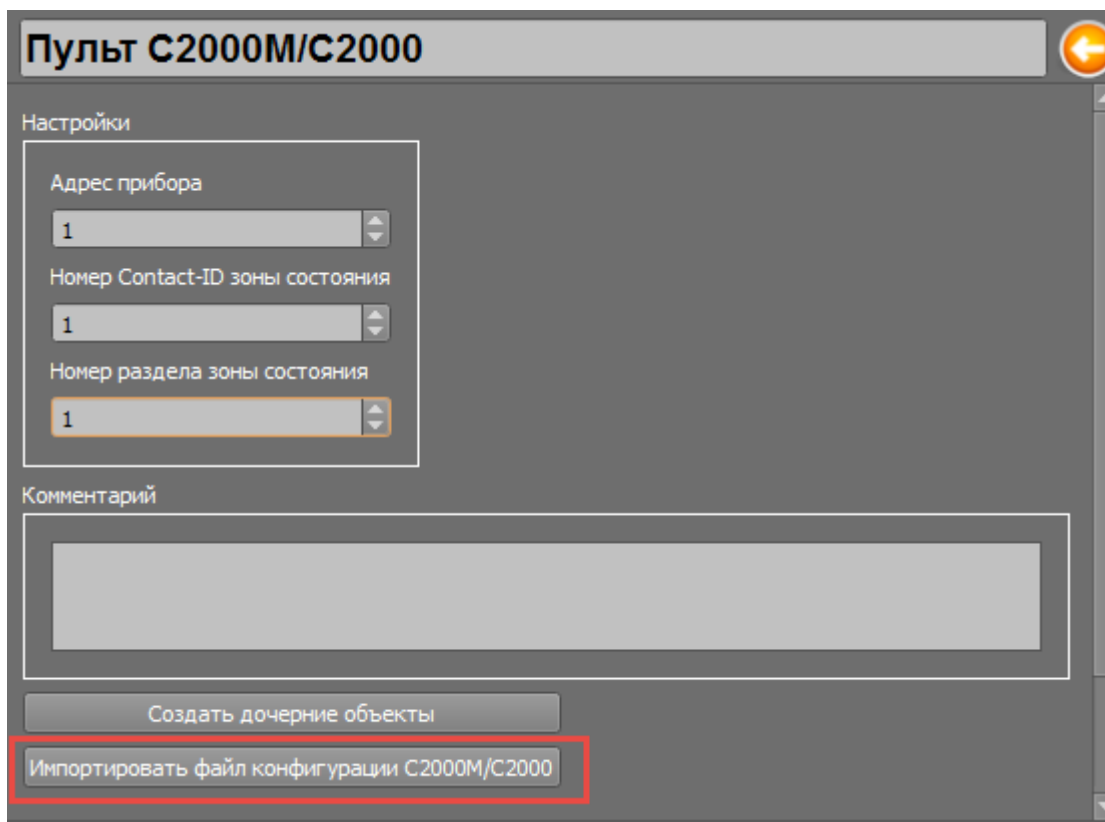 Пульт С2000М/С2000
Настройки
Адрес прибора
1
Номер Contact-ID зоны состояния
1
Номер раздела зоны состояния
1
Комментарий
Создать дочерние объекты
Импортировать файл конфигурации С2000М/С2000